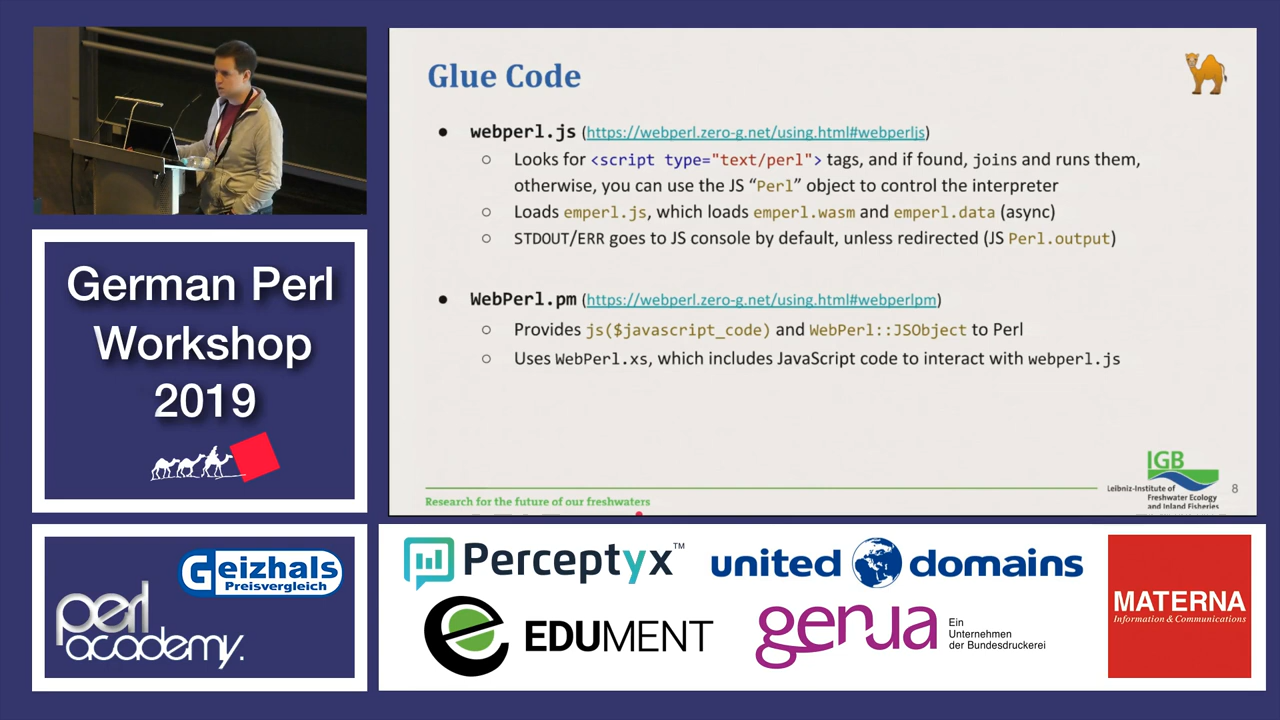 Glue Code
● webperl.js (https://webperl.zero-g.net/using.html#webperljs)
○ Looks for <script type="text/perl"> tags, and if found, joins and runs them,
otherwise, you can use the JS “Perl” object to control the interpreter
○ Loads emperl.js, which loads emperl.wasm and emperl.data (async)
○ STDOUT/ERR goes to JS console by default, unless redirected (JS Perl.output)
● WebPerl.pm (https://webperl.zero-g.net/using.html#webperlpm)
○ Provides js($javascript_code) and WebPerl::JSObject to Perl
○ Uses WebPerl.xs, which includes JavaScript code to interact with webperl.js
Research for the future of our freshwaters
IGB
Leibniz-Institute of
Freshwater Ecology
and Inland Fisheries
8
German Perl
Workshop
2019
Geizhals
Preisvergleich
perl
academy.
Perceptyx™
united domains
EDUMENT
genua
Ein
Unternehmen
der Bundesdruckerei
MATERNA
Information & Communications